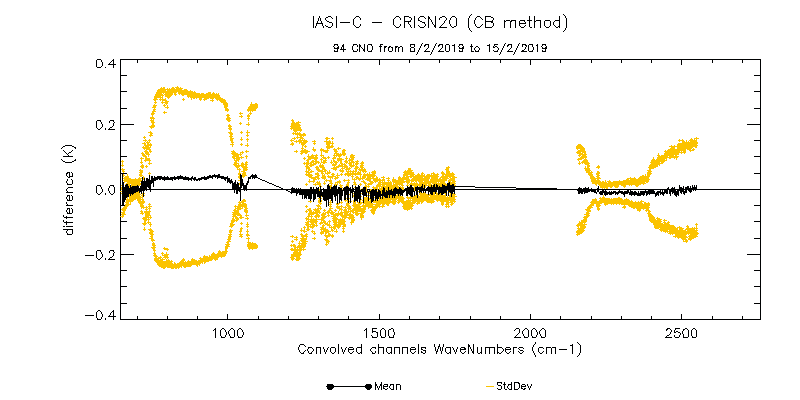 IASI-C - CRISN20 (CB method)
94 CNO from 8/2/2019 to 15/2/2019
0.4
0.2
0.0
-0.2
-0.4
difference (K)
1000 1500 2000 2500
Convolved channels WaveNumbers (cm-1)
Mean StdDev